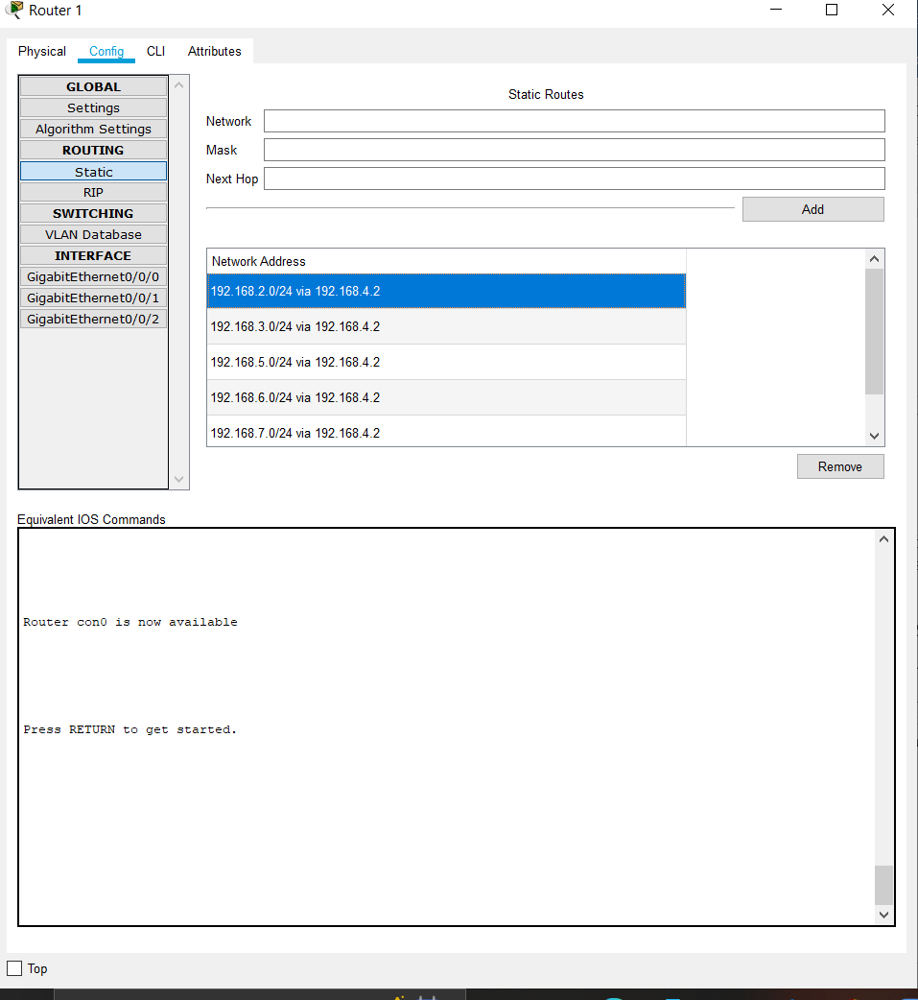 Router 1
Physical Config CLI Attributes
GLOBAL
Settings
Algorithm Settings
ROUTING
Static
RIP
SWITCHING
VLAN Database
INTERFACE
GigabitEthernet0/0/0
GigabitEthernet0/0/1
GigabitEthernet0/0/2
Static Routes
Network
Mask
Next Hop
Add
Network Address
192.168.2.0/24 via 192.168.4.2
192.168.3.0/24 via 192.168.4.2
192.168.5.0/24 via 192.168.4.2
192.168.6.0/24 via 192.168.4.2
192.168.7.0/24 via 192.168.4.2
Remove
Equivalent IOS Commands
Router con0 is now available
Press RETURN to get started.
Top